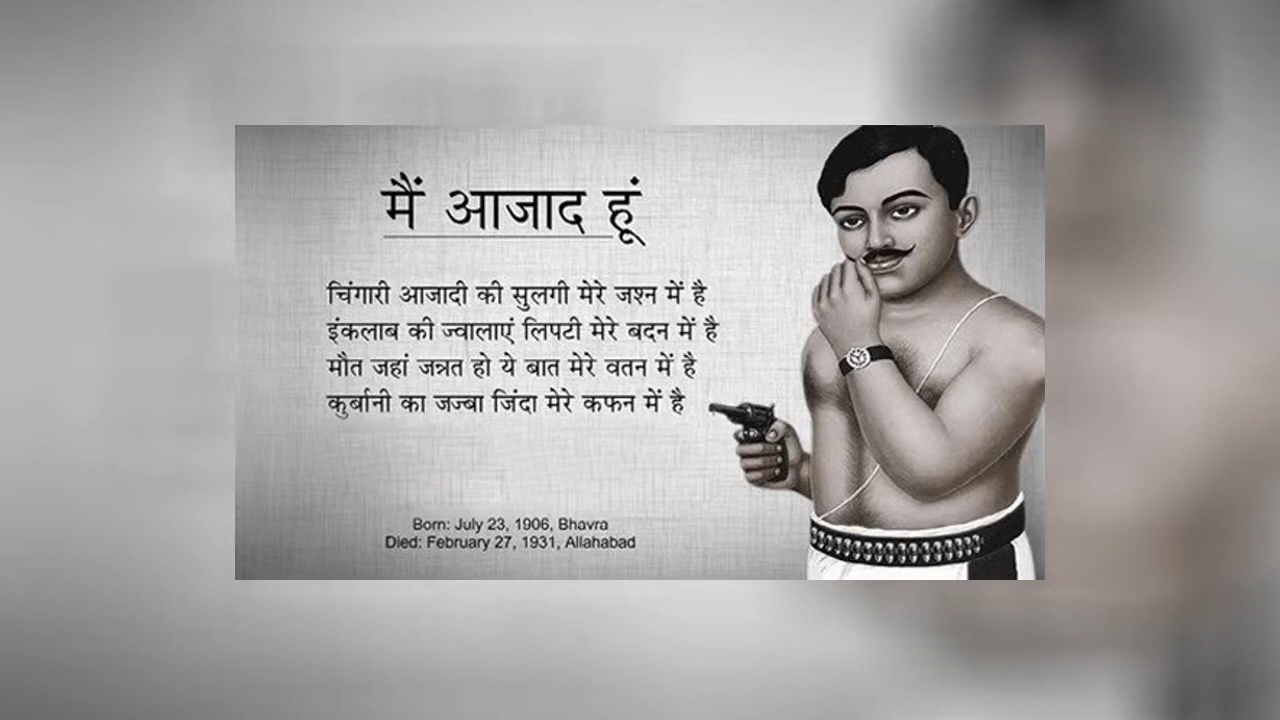 मैं आजाद हूं
चिंगारी आजादी की सुलगी मेरे जश्न में है
इंकलाब की ज्वालाएं लिपटी मेरे बदन में है
मौत जहां जन्नत हो ये बात मेरे वतन में है
कुर्बानी का जज्बा जिंदा मेरे कफन में है
Born: July 23, 1906, Bhavra
Died: February 27, 1931, Allahabad